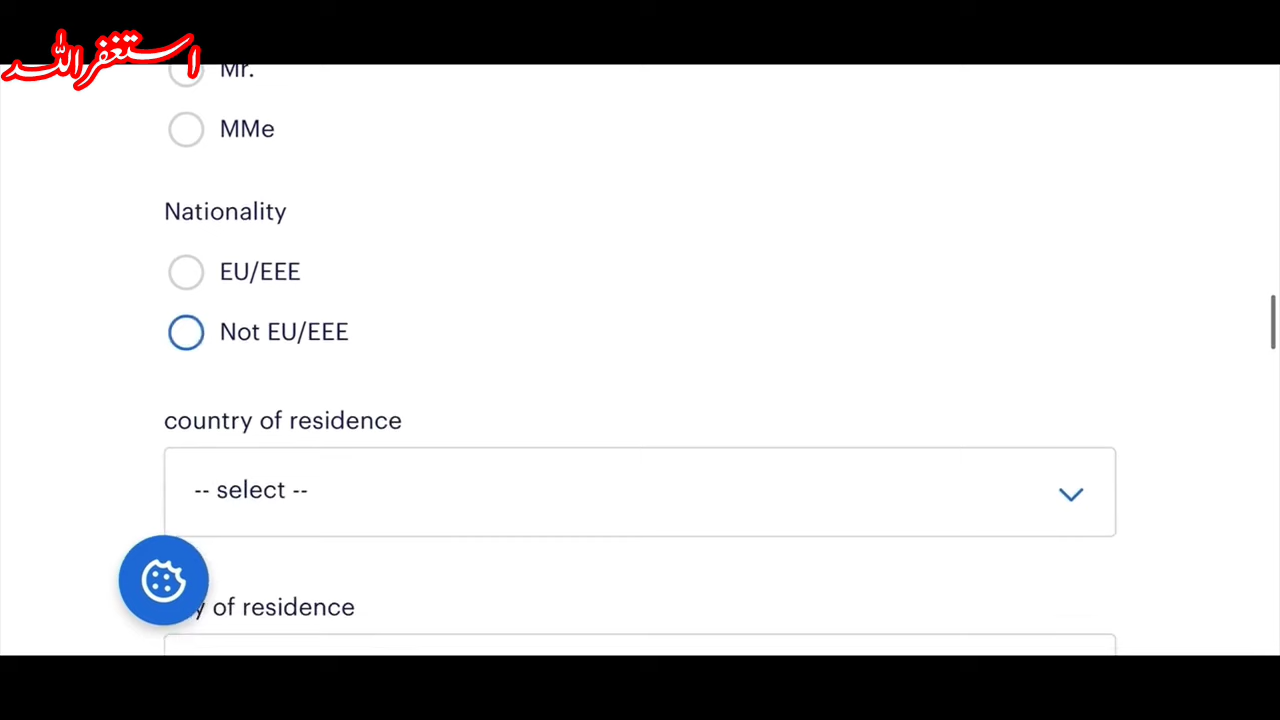 استغفرالله
Mr.
MMe
Nationality
EU/EEE
Not EU/EEE
country of residence
-- select --
of residence